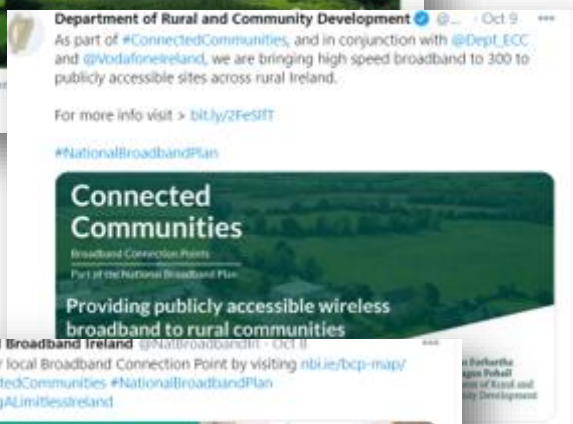 Department of Rural and Community Development @... · Oct 9
As part of #ConnectedCommunities, and in conjunction with @Dept_ECC
and @VodafoneIreland, we are bringing high speed broadband to 300 to
publicly accessible sites across rural Ireland.
For more info visit >
#NationalBroadbandPlan
Connected
Communities
Broadband Connection Points
Part of the National Broadband Plan
Providing publicly accessible wireless
broadband to rural communities
Broadband Ireland @NatBroadbandIrl · Oct 8
local Broadband Connection Point by visiting nbi.ie/bcp-map/
#NationalBroadbandPlan